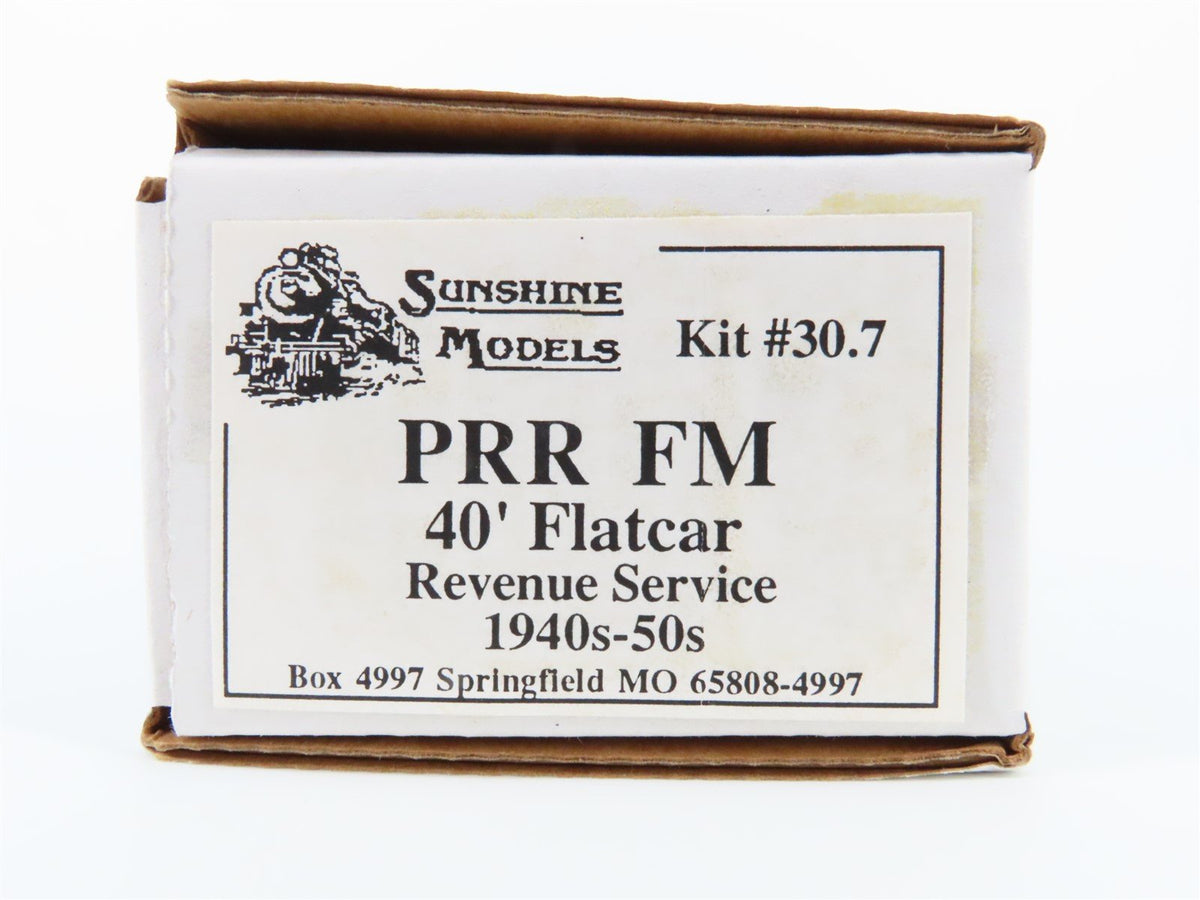 SUNSHINE
MODELS
Kit #30.7
PRR FM
40' Flatcar
Revenue Service
1940s-50s
Box 4997 Springfield MO 65808-4997